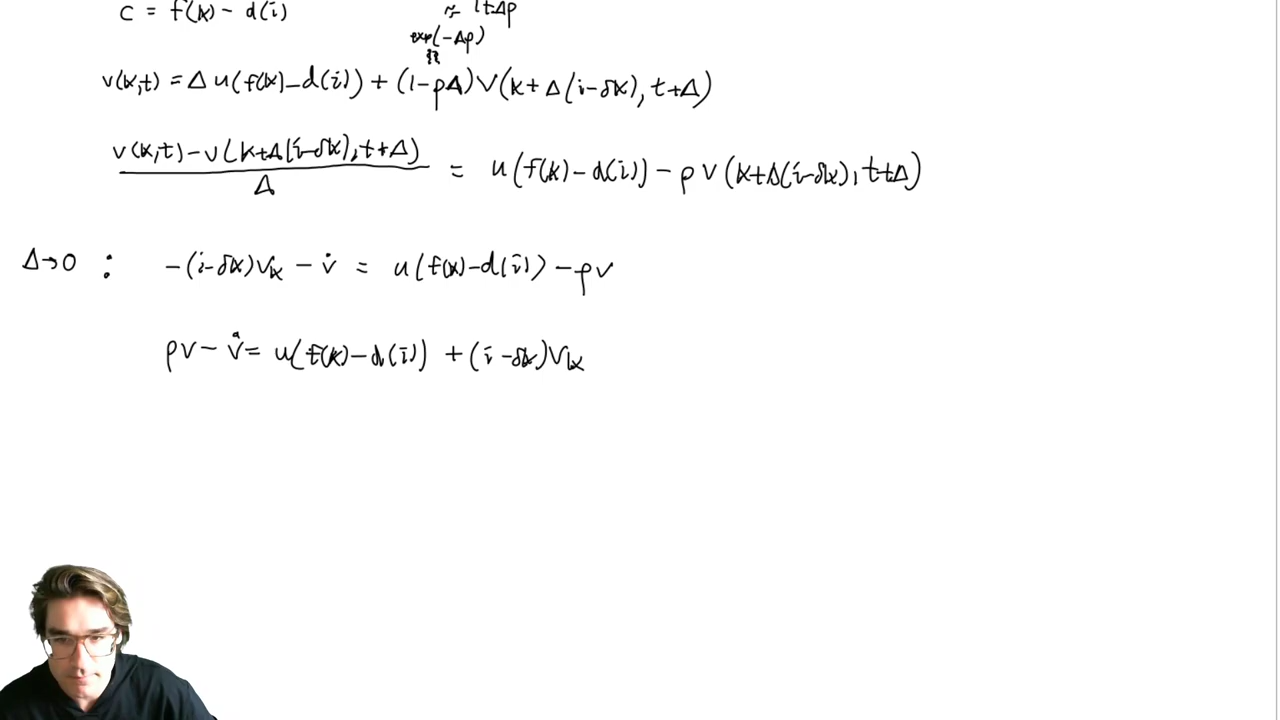 c = f(k) - d(i)
≈ 1+Δρ
exp(-Δρ)
v(k,t) = Δ u(f(k) - d(i)) + (1-ρΔ) V(k + Δ(i-δk), t+Δ)
v(k,t) - v(k+Δ(i-δk), t+Δ) / Δ = u(f(k) - d(i)) - ρ v(k+Δ(i-δk), t+Δ)
Δ→0 : -(i-δk)v_k - v̇ = u(f(k) - d(i)) - ρv
ρv - v̇ = u(f(k) - d(i)) + (i-δk)v_k